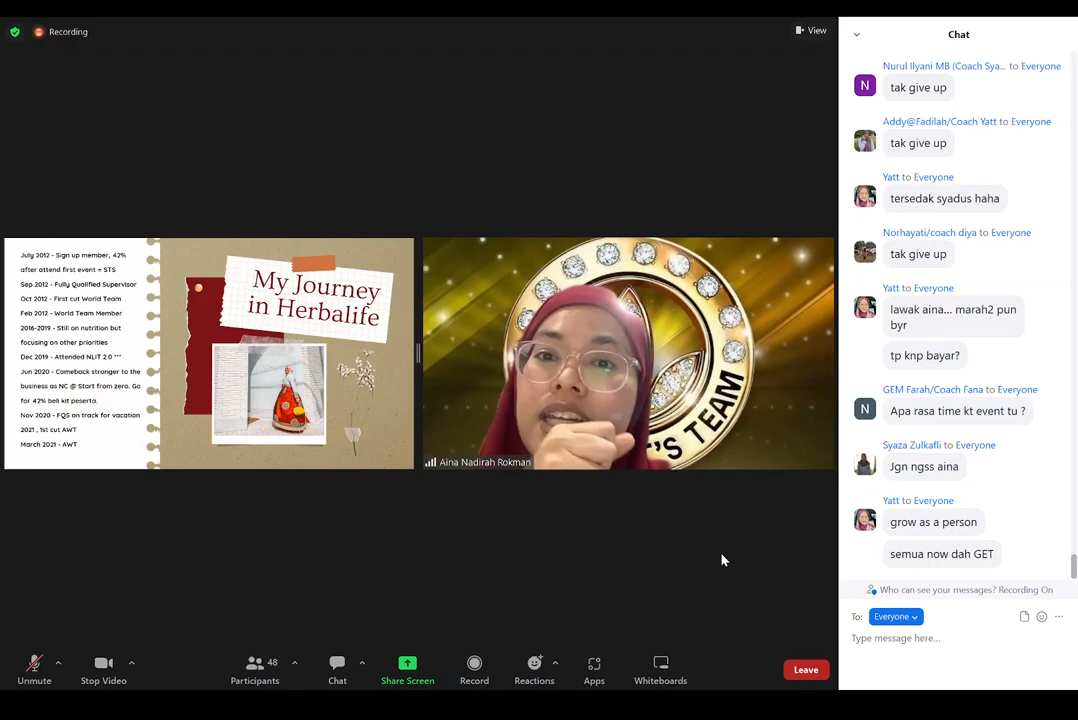 Recording
View
July 2012 - Sign up member, 42%
after attend first event = STS
Sep 2012 - Fully Qualified Supervisor
Oct 2012 - First cut World Team
Feb 2012 - World Team Member
2016-2019 - Still on nutrition but
focusing on other priorities
Dec 2019 - Attended NLIT 2.0 ***
Jun 2020 - Comeback stronger to the
business as NC @ Start from zero. Go
for 42% beli kit peserta.
Nov 2020 - FQS on track for vacation
2021 , 1st cut AWT
March 2021 - AWT
My Journey
in Herbalife
'S TEAM
Aina Nadirah Rokman
Chat
Nurul Ilyani MB (Coach Sya... to Everyone
N
tak give up
Addy@Fadilah/Coach Yatt to Everyone
tak give up
Yatt to Everyone
tersedak syadus haha
Norhayati/coach diya to Everyone
tak give up
Yatt to Everyone
lawak aina... marah2 pun
byr
tp knp bayar?
GEM Farah/Coach Fana to Everyone
N
Apa rasa time kt event tu ?
Syaza Zulkafli to Everyone
Jgn ngss aina
Yatt to Everyone
grow as a person
semua now dah GET
Who can see your messages? Recording On
To: Everyone
Type message here...
Unmute
Stop Video
48
Participants
Chat
Share Screen
Record
Reactions
Apps
Whiteboards
Leave